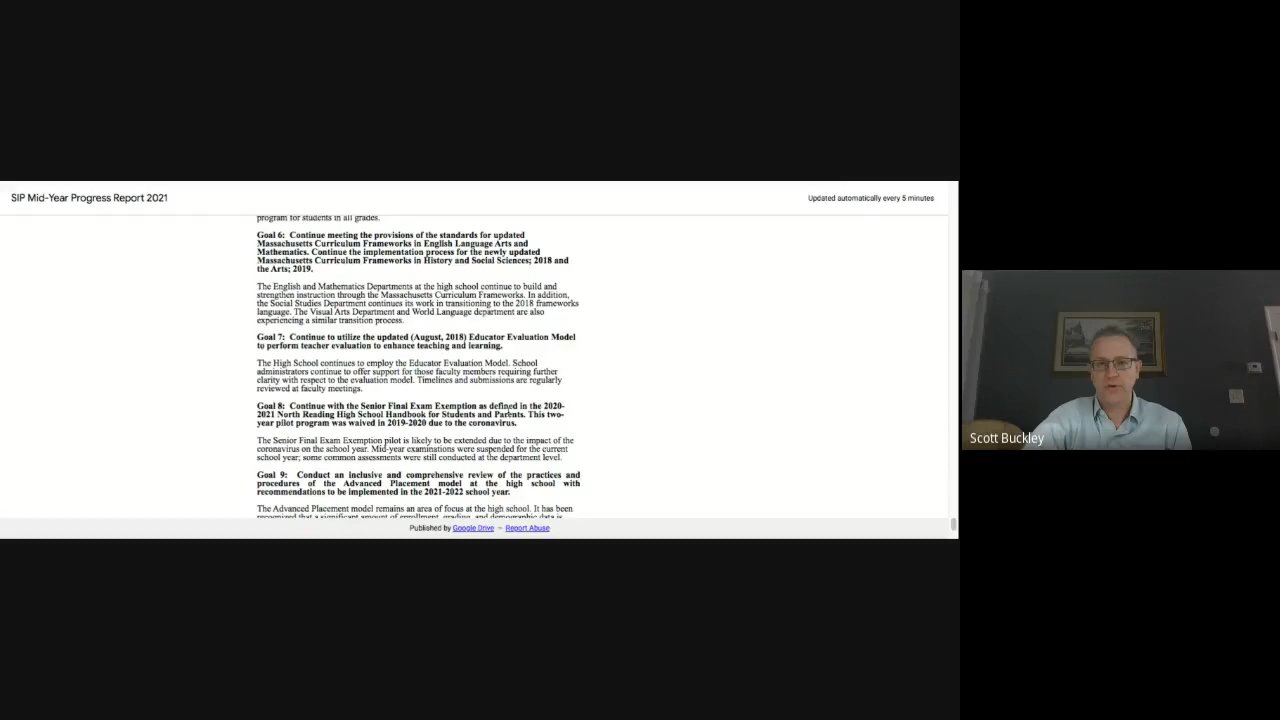 SIP Mid-Year Progress Report 2021
Updated automatically every 5 minutes
program for students in all grades.
Goal 6: Continue meeting the provisions of the standards for updated
Massachusetts Curriculum Frameworks in English Language Arts and
Mathematics. Continue the implementation process for the newly updated
Massachusetts Curriculum Frameworks in History and Social Sciences; 2018 and
the Arts; 2019.
The English and Mathematics Departments at the high school continue to build and
strengthen instruction through the Massachusetts Curriculum Frameworks. In addition,
the Social Studies Department continues its work in transitioning to the 2018 frameworks
language. The Visual Arts Department and World Language department are also
experiencing a similar transition process.
Goal 7: Continue to utilize the updated (August, 2018) Educator Evaluation Model
to perform teacher evaluation to enhance teaching and learning.
The High School continues to employ the Educator Evaluation Model. School
administrators continue to offer support for those faculty members requiring further
clarity with respect to the evaluation model. Timelines and submissions are regularly
reviewed at faculty meetings.
Goal 8: Continue with the Senior Final Exam Exemption as defined in the 2020-
2021 North Reading High School Handbook for Students and Parents. This two-
year pilot program was waived in 2019-2020 due to the coronavirus.
The Senior Final Exam Exemption pilot is likely to be extended due to the impact of the
coronavirus on the school year. Mid-year examinations were suspended for the current
school year; some common assessments were still conducted at the department level.
Goal 9: Conduct an inclusive and comprehensive review of the practices and
procedures of the Advanced Placement model at the high school with
recommendations to be implemented in the 2021-2022 school year.
The Advanced Placement model remains an area of focus at the high school. It has been
recognized that a significant amount of enrollment, grading, and demographic data is
Published by Google Drive – Report Abuse
Scott Buckley